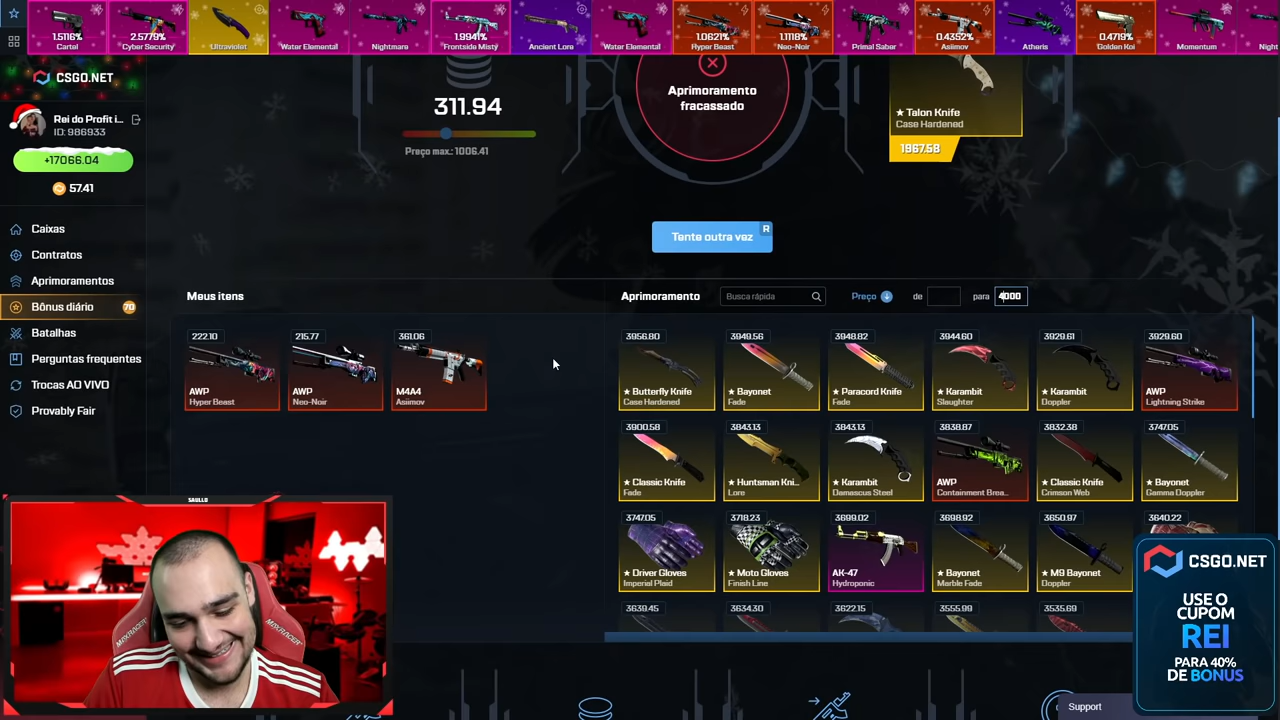 1.5116%
Cartel
2.5779%
Cyber Security
Ultraviolet
Water Elemental
Nightmare
1.9941%
Frontside Misty
Ancient Lore
Water Elemental
1.0621%
Hyper Beast
1.1118%
Neo-Noir
Primal Saber
0.4352%
Asiimov
Atheris
0.4719%
Golden Koi
Momentum
Night
CSGO.NET
Rei do Profit i...
ID: 986933
+17066.04
57.41
Caixas
Contratos
Aprimoramentos
Bônus diário
70
Batalhas
Perguntas frequentes
Trocas AO VIVO
Provably Fair
311.94
Preço max.: 1006.41
Aprimoramento
fracassado
★ Talon Knife
Case Hardened
1967.58
Tente outra vez
R
Meus itens
Aprimoramento
Busca rápida
Preço
de
para
4000
222.10
AWP
Hyper Beast
215.77
AWP
Neo-Noir
361.06
M4A4
Asiimov
3956.80
★ Butterfly Knife
Case Hardened
3949.56
★ Bayonet
Fade
3948.82
★ Paracord Knife
Fade
3944.60
★ Karambit
Slaughter
3929.61
★ Karambit
Doppler
3929.60
AWP
Lightning Strike
3900.58
★ Classic Knife
Fade
3843.13
★ Huntsman Kni...
Lore
3843.13
★ Karambit
Damascus Steel
3838.87
AWP
Containment Brea...
3832.38
★ Classic Knife
Crimson Web
3747.05
★ Bayonet
Gamma Doppler
3747.05
★ Driver Gloves
Imperial Plaid
3718.23
★ Moto Gloves
Finish Line
3699.02
AK-47
Hydroponic
3698.92
★ Bayonet
Marble Fade
3650.97
★ M9 Bayonet
Doppler
3640.22
3639.45
3634.30
3622.15
3555.99
3535.69
SAULLO
MAXRACER
MAXRACER
CSGO.NET
USE O
CUPOM
REI
PARA 40%
DE BONUS
Support